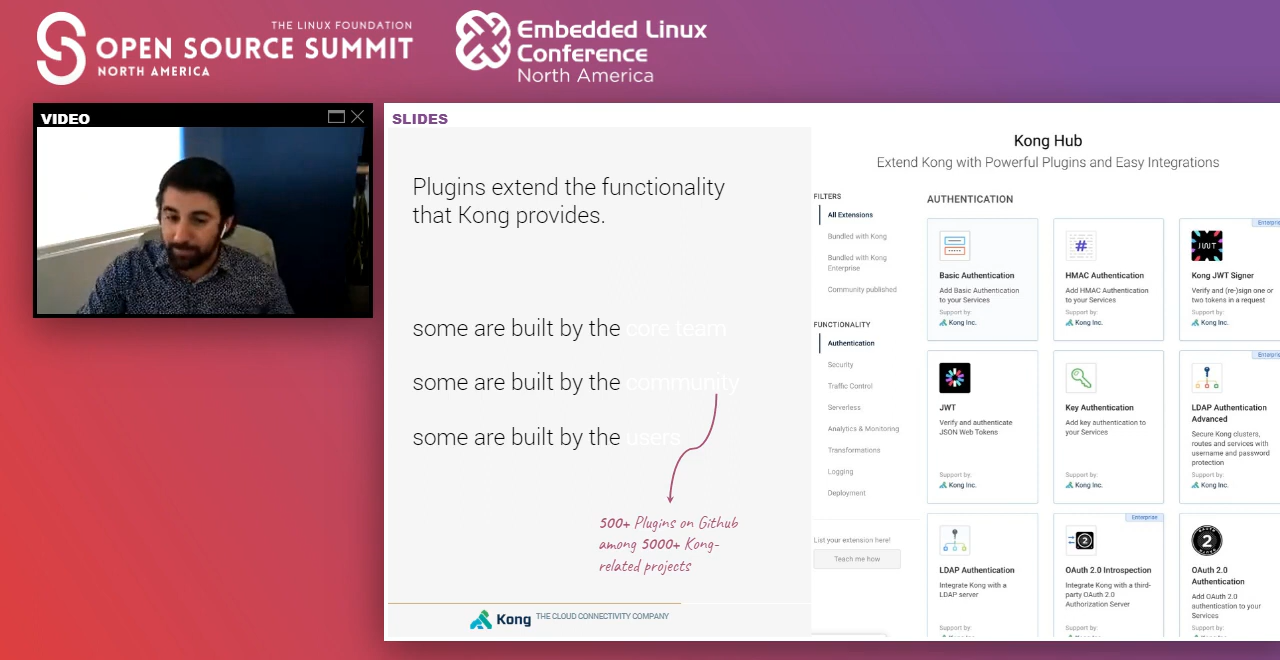 THE LINUX FOUNDATION
OPEN SOURCE SUMMIT
NORTH AMERICA
Embedded Linux
Conference
North America
VIDEO
SLIDES
Plugins extend the functionality
that Kong provides.
some are built by the core team
some are built by the community
some are built by the users
500+ Plugins on Github
among 5000+ Kong-
related projects
Kong THE CLOUD CONNECTIVITY COMPANY
Kong Hub
Extend Kong with Powerful Plugins and Easy Integrations
FILTERS
All Extensions
Bundled with Kong
Bundled with Kong
Enterprise
Community published
FUNCTIONALITY
Authentication
Security
Traffic Control
Serverless
Analytics & Monitoring
Transformations
Logging
Deployment
List your extension here!
Teach me how
AUTHENTICATION
Basic Authentication
Add Basic Authentication
to your Services
Support by:
Kong Inc.
#
HMAC Authentication
Add HMAC Authentication
to your Services
Support by:
Kong Inc.
JWT
Kong JWT Signer
Verify and (re-)sign one or
two tokens in a request
Support by:
Kong Inc.
JWT
Verify and authenticate
JSON Web Tokens
Support by:
Kong Inc.
Key Authentication
Add key authentication to
your Services
Support by:
Kong Inc.
LDAP Authentication
Advanced
Secure Kong clusters,
routes and services with
username and password
protection
Support by:
Kong Inc.
LDAP Authentication
Integrate Kong with a
LDAP server
Support by:
Enterprise
2
OAuth 2.0 Introspection
Integrate Kong with a third-
party OAuth 2.0
Authorization Server
Support by:
2
OAuth 2.0
Authentication
Add OAuth 2.0
authentication to your
Services
Support by: